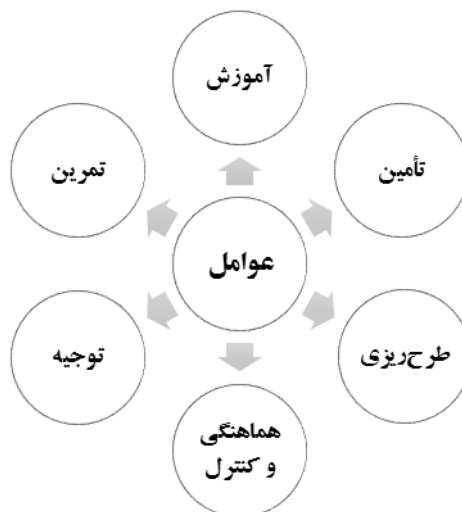 آموزش
تأمین
تمرین
عوامل
طرح‌ریزی
توجیه
هماهنگی
و کنترل